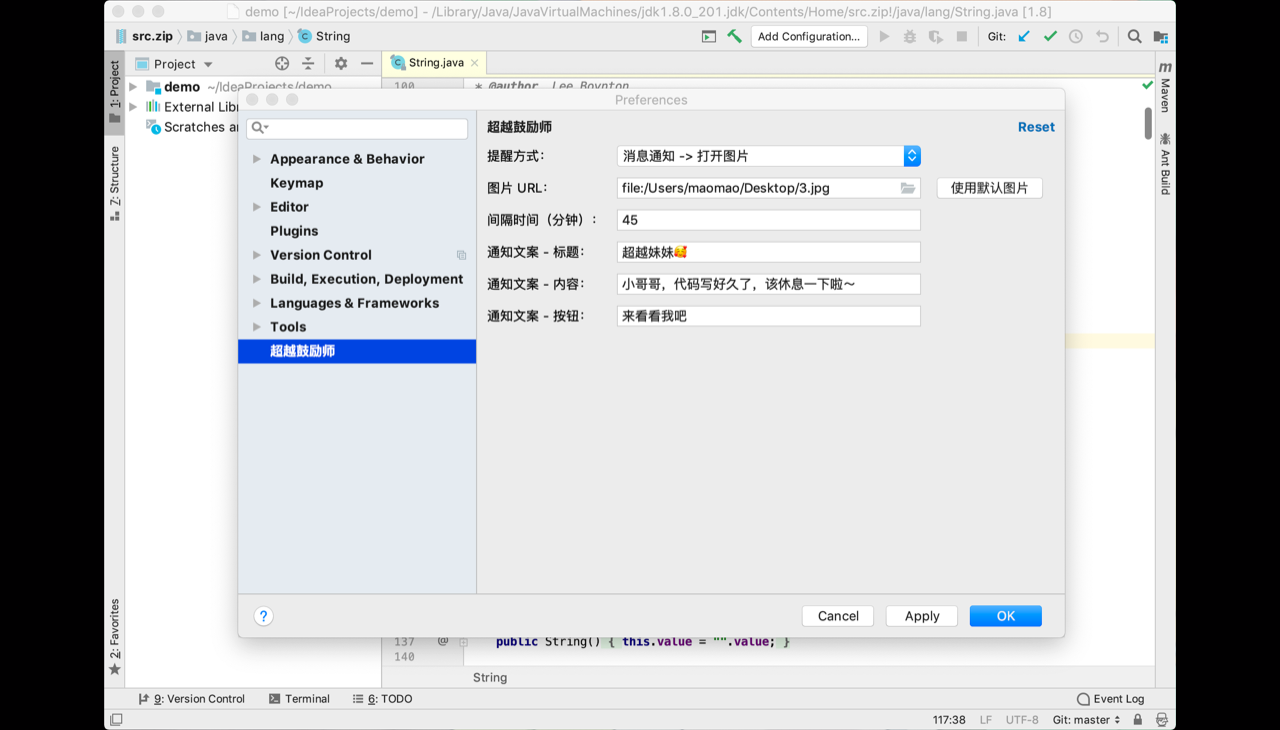 demo [~/IdeaProjects/demo] - /Library/Java/JavaVirtualMachines/jdk1.8.0_201.jdk/Contents/Home/src.zip!/java/lang/String.java [1.8]
src.zip java lang String Add Configuration... Git:
Project String.java
1: Project
Z: Structure
2: Favorites
Maven
Ant Build
demo ~/IdeaProjects/demo
External Lib
Scratches a
100 * @author Lee Boynton
Preferences
Appearance & Behavior
Keymap
Editor
Plugins
Version Control
Build, Execution, Deployment
Languages & Frameworks
Tools
超越鼓励师
超越鼓励师 Reset
提醒方式： 消息通知 -> 打开图片
图片 URL： file:/Users/maomao/Desktop/3.jpg 使用默认图片
间隔时间（分钟）： 45
通知文案 - 标题： 超越妹妹🥰
通知文案 - 内容： 小哥哥，代码写好久了，该休息一下啦～
通知文案 - 按钮： 来看看我吧
? Cancel Apply OK
137 @ public String() { this.value = "".value; }
140
String
9: Version Control Terminal 6: TODO Event Log
117:38 LF UTF-8 Git: master